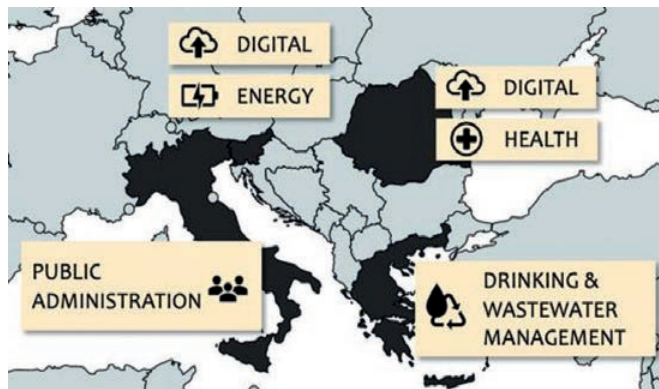 DIGITAL
ENERGY
DIGITAL
HEALTH
PUBLIC
ADMINISTRATION
DRINKING &
WASTEWATER
MANAGEMENT